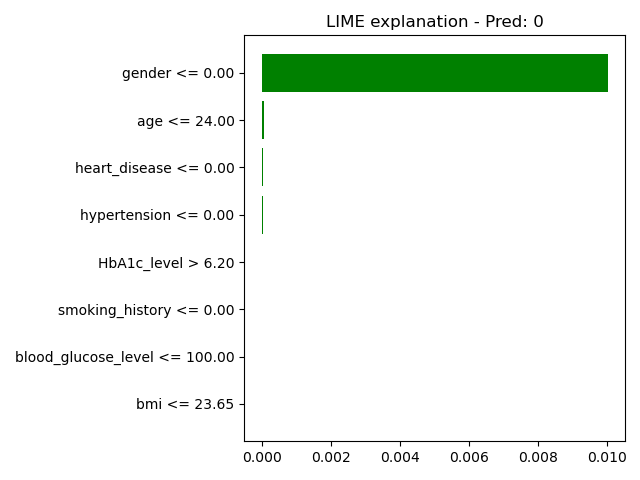 LIME explanation - Pred: 0
gender <= 0.00
age <= 24.00
heart_disease <= 0.00
hypertension <= 0.00
HbA1c_level > 6.20
smoking_history <= 0.00
blood_glucose_level <= 100.00
bmi <= 23.65
0.000 0.002 0.004 0.006 0.008 0.010